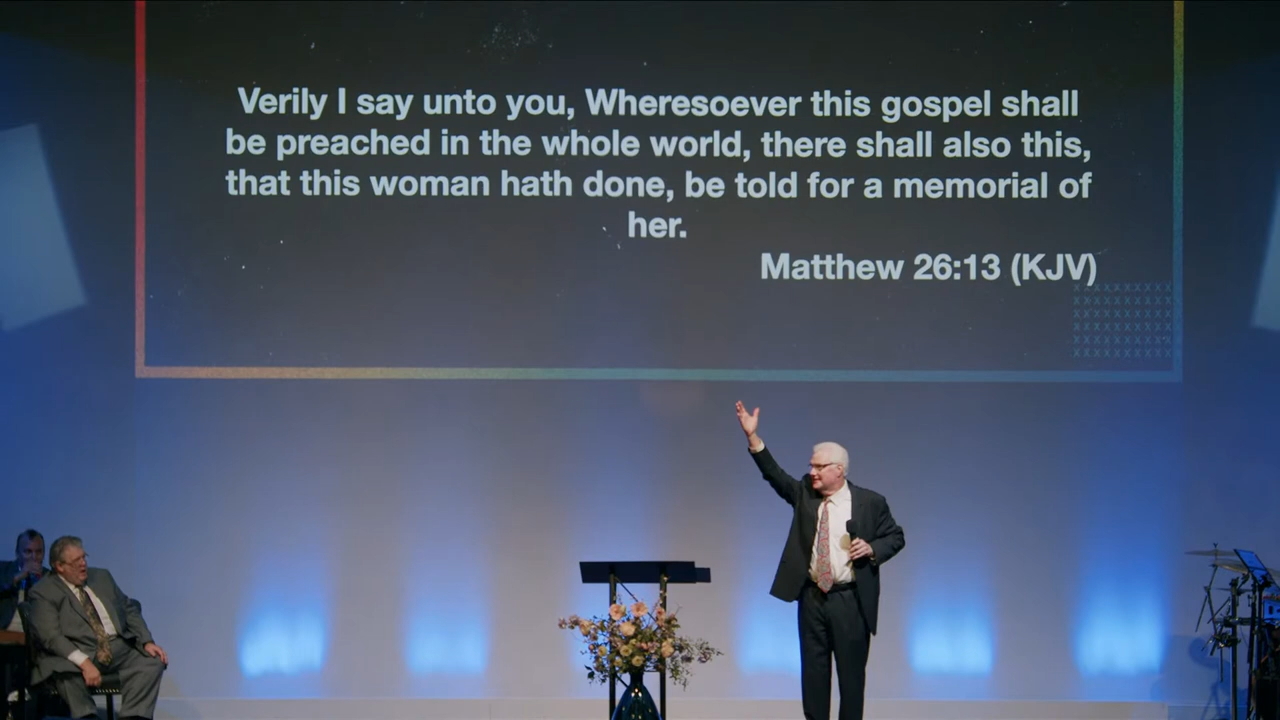 Verily I say unto you, Wheresoever this gospel shall
be preached in the whole world, there shall also this,
that this woman hath done, be told for a memorial of
her.
Matthew 26:13 (KJV)